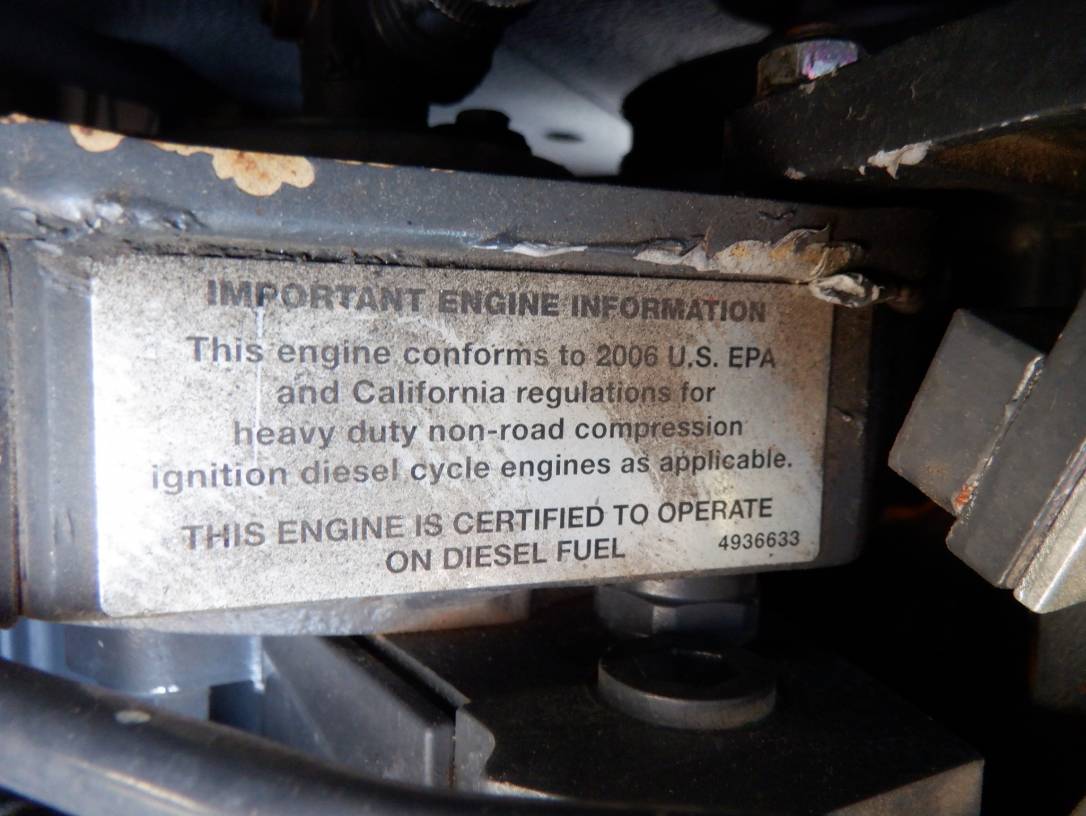 IMPORTANT ENGINE INFORMATION
This engine conforms to 2006 U.S. EPA
and California regulations for
heavy duty non-road compression
ignition diesel cycle engines as applicable.
THIS ENGINE IS CERTIFIED TO OPERATE
ON DIESEL FUEL 4936633